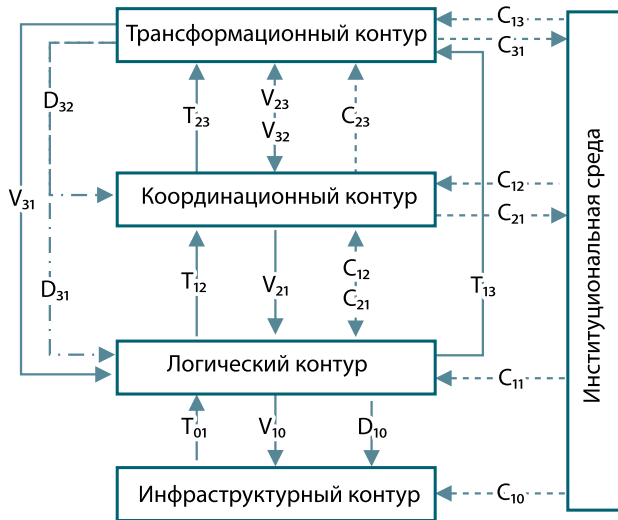 Трансформационный контур
C₁₃
C₃₁
D₃₂
T₂₃
V₂₃
V₃₂
C₂₃
V₃₁
Координационный контур
C₁₂
C₂₁
D₃₁
T₁₂
V₂₁
C₁₂
C₂₁
T₁₃
Логический контур
C₁₁
T₀₁
V₁₀
D₁₀
Инфраструктурный контур
C₁₀
Институциональная среда